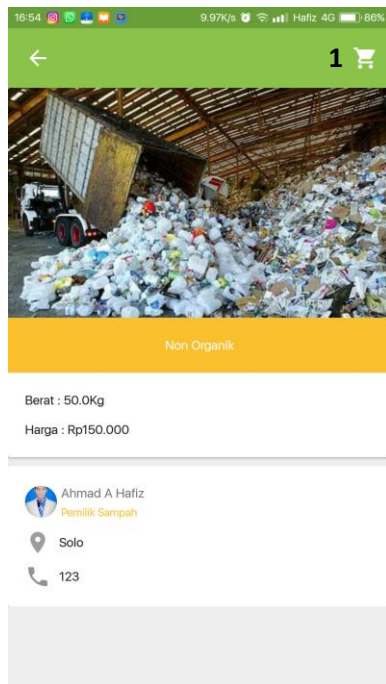 16:54 9.97K/s Hafiz 4G 86%
1
Non Organik
Berat : 50.0Kg
Harga : Rp150.000
Ahmad A Hafiz
Pemilik Sampah
Solo
123